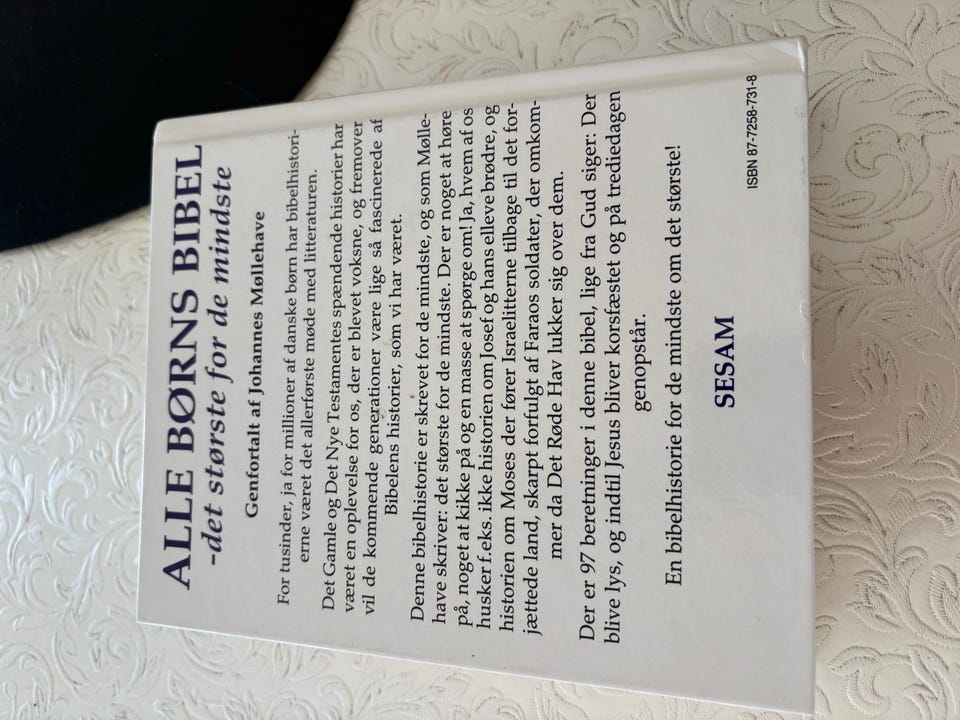 ALLE BØRNS BIBEL
-det største for de mindste
Genfortalt af Johannes Møllehave
For tusinder, ja for millioner af danske børn har bibelhistori-
erne været det allerførste møde med litteraturen.
Det Gamle og Det Nye Testamentes spændende historier har
været en oplevelse for os, der er blevet voksne, og fremover
vil de kommende generationer være lige så fascinerede af
Bibelens historier, som vi har været.
Denne bibelhistorie er skrevet for de mindste, og som Mølle-
have skriver: det største for de mindste. Der er noget at høre
på, noget at kikke på og en masse at spørge om! Ja, hvem af os
husker f.eks. ikke historien om Josef og hans elleve brødre, og
historien om Moses der fører Israelitterne tilbage til det for-
jættede land, skarpt forfulgt af Faraos soldater, der omkom-
mer da Det Røde Hav lukker sig over dem.
Der er 97 beretninger i denne bibel, lige fra Gud siger: Der
blive lys, og indtil Jesus bliver korsfæstet og på trediedagen
genopstår.
En bibelhistorie for de mindste om det største!
SESAM
ISBN 87-7258-731-8